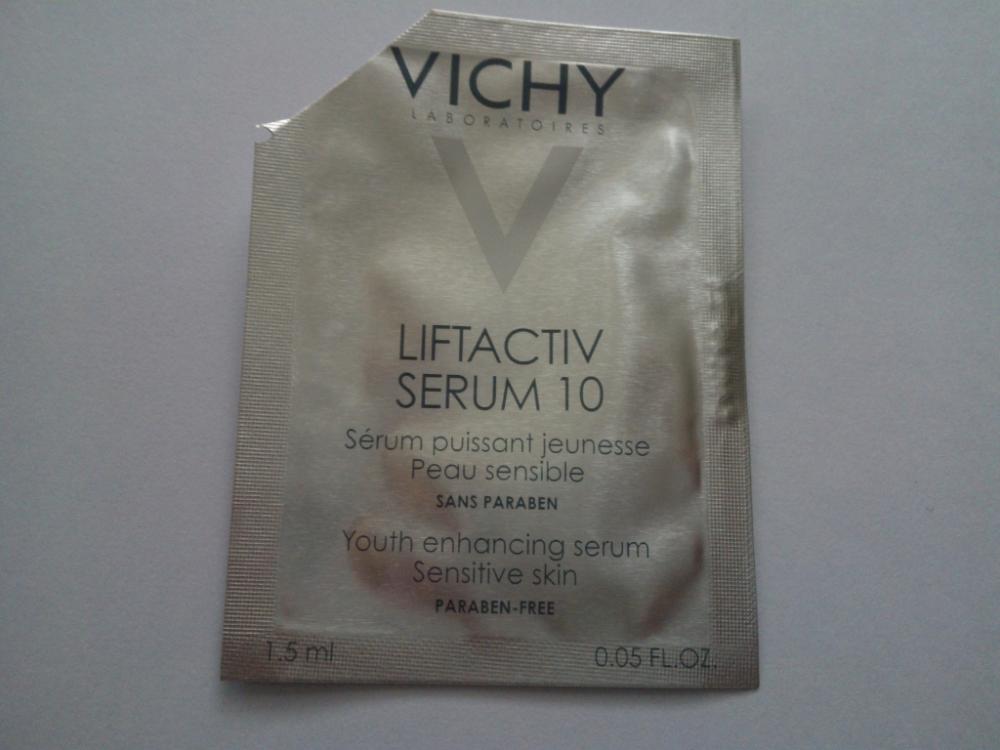 VICHY
LABORATOIRES
V
LIFTACTIV
SERUM 10
Sérum puissant jeunesse
Peau sensible
SANS PARABEN
Youth enhancing serum
Sensitive skin
PARABEN-FREE
1.5 ml 0.05 FL.OZ.